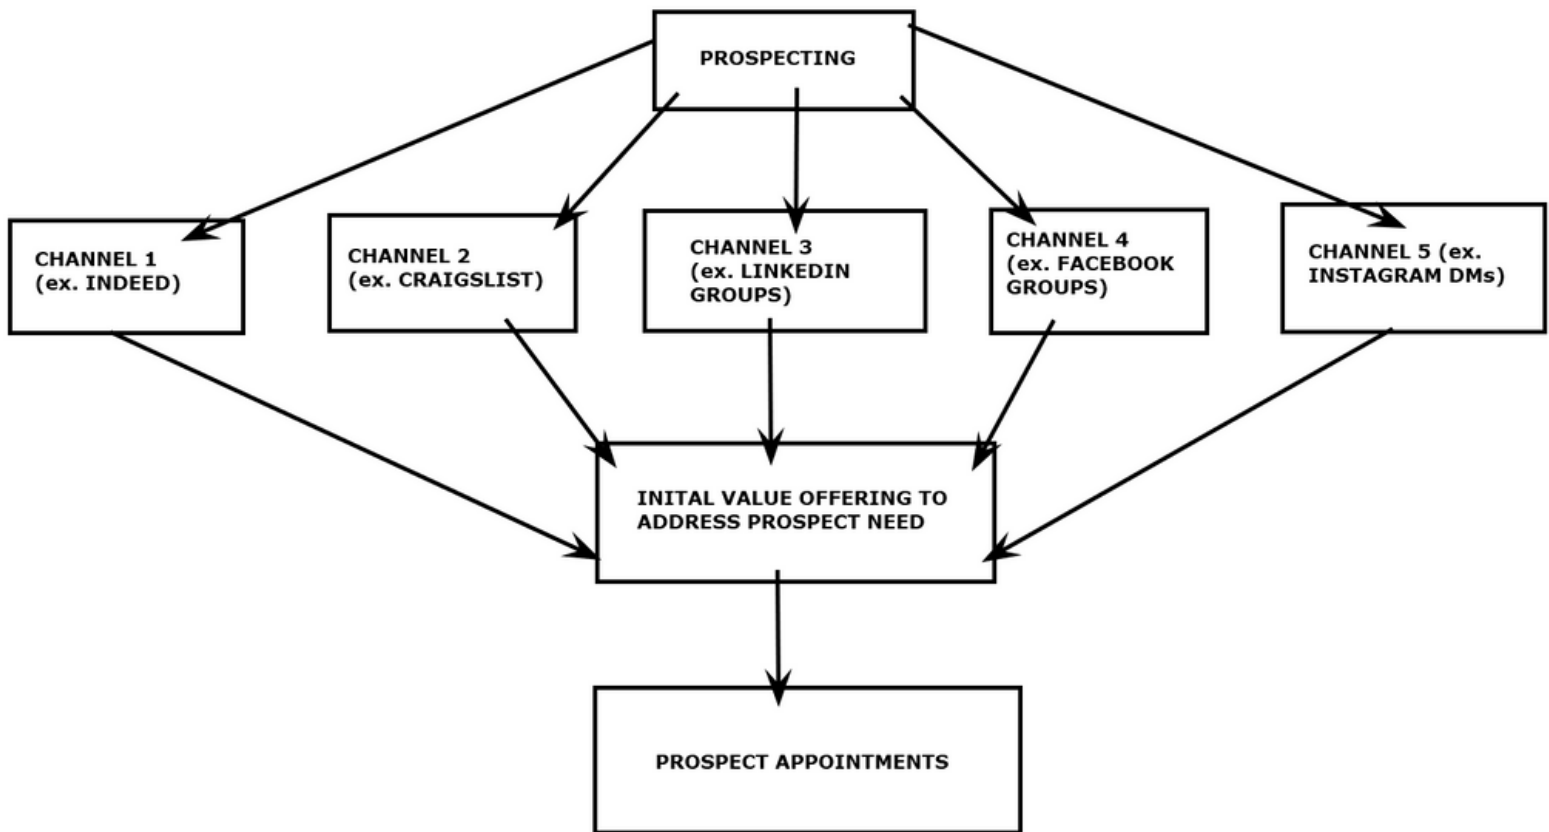 PROSPECTING
CHANNEL 1
(ex. INDEED)
CHANNEL 2
(ex. CRAIGSLIST)
CHANNEL 3
(ex. LINKEDIN
GROUPS)
CHANNEL 4
(ex. FACEBOOK
GROUPS)
CHANNEL 5 (ex.
INSTAGRAM DMs)
INITAL VALUE OFFERING TO
ADDRESS PROSPECT NEED
PROSPECT APPOINTMENTS